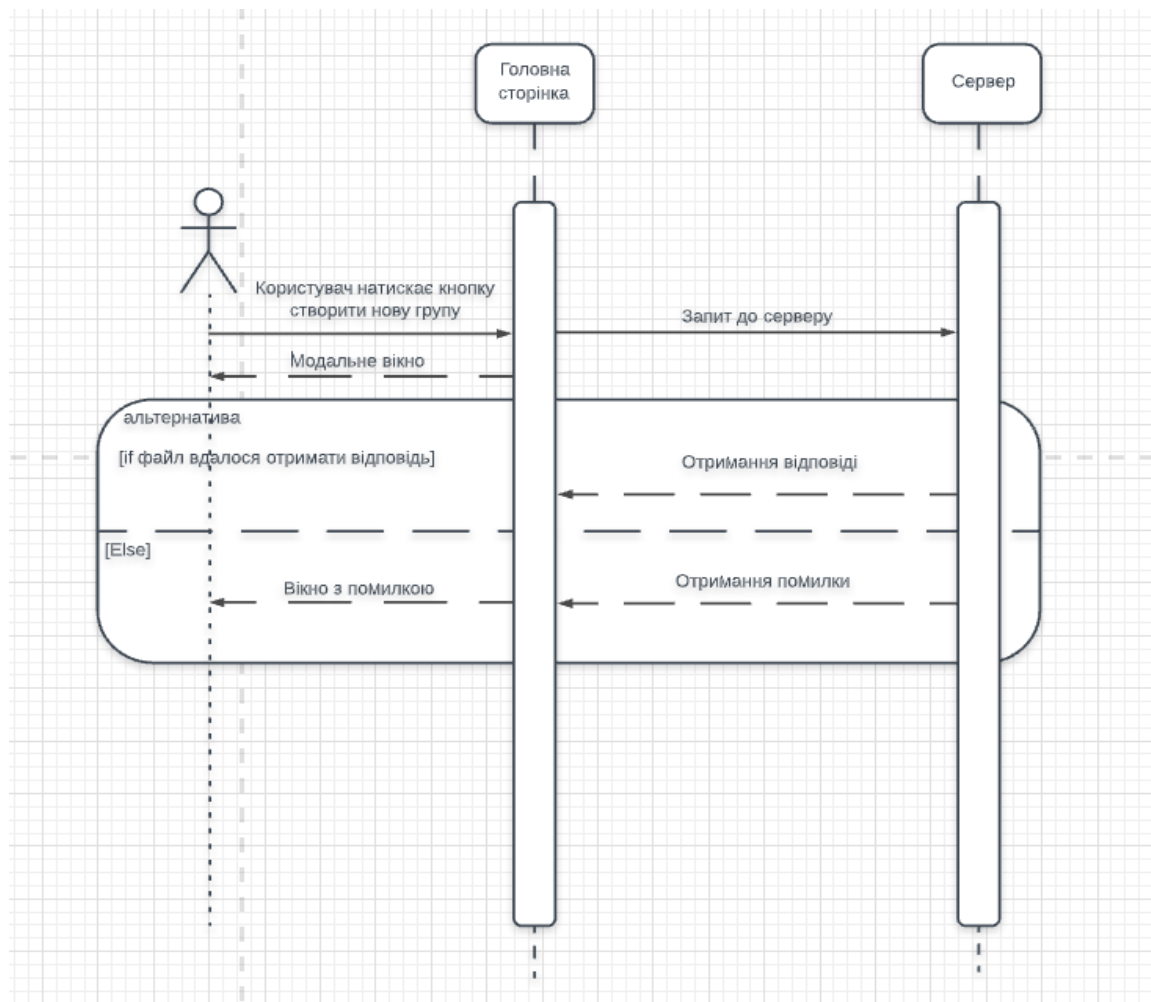 Головна
сторінка
Сервер
Користувач натискає кнопку
створити нову групу
Запит до серверу
Модальне вікно
альтернатива
[if файл вдалося отримати відповідь]
Отримання відповіді
[Else]
Вікно з помилкою
Отримання помилки